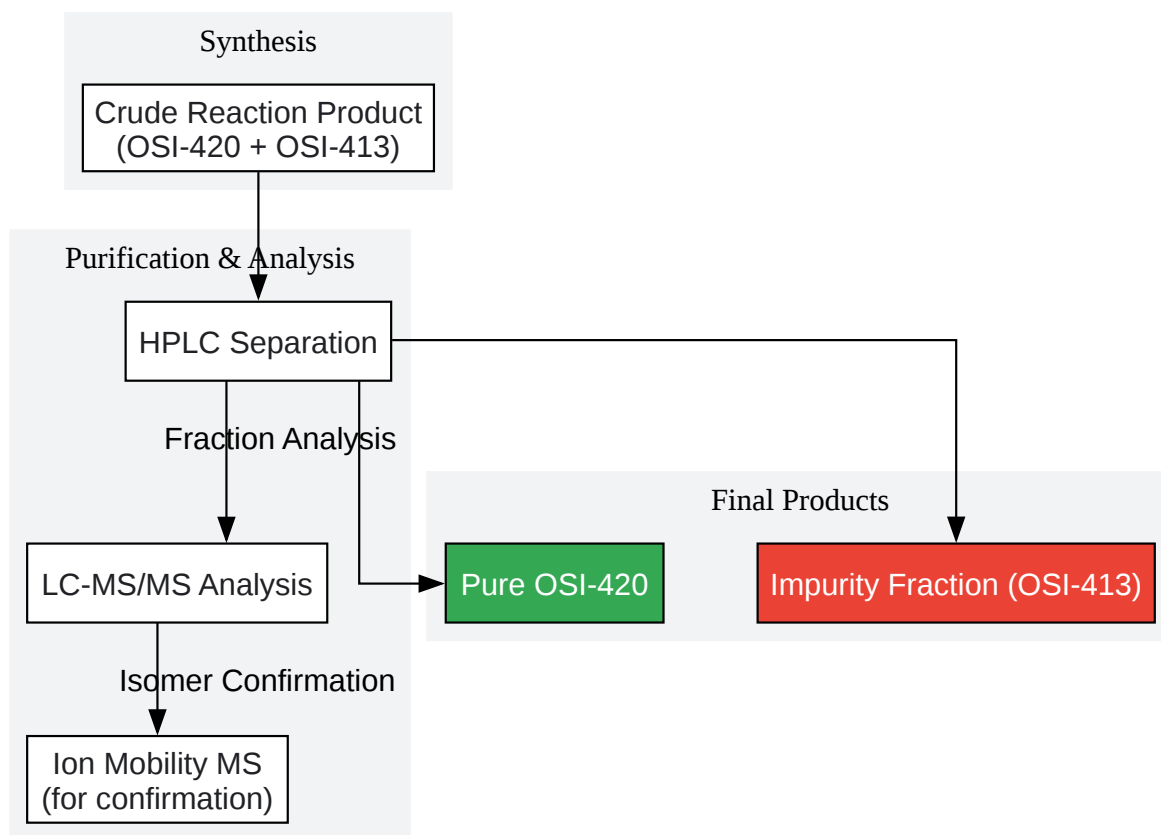 Synthesis
Crude Reaction Product
(OSI-420 + OSI-413)
Purification & Analysis
HPLC Separation
Fraction Analysis
Final Products
LC-MS/MS Analysis
Pure OSI-420
Impurity Fraction (OSI-413)
Isomer Confirmation
Ion Mobility MS
(for confirmation)